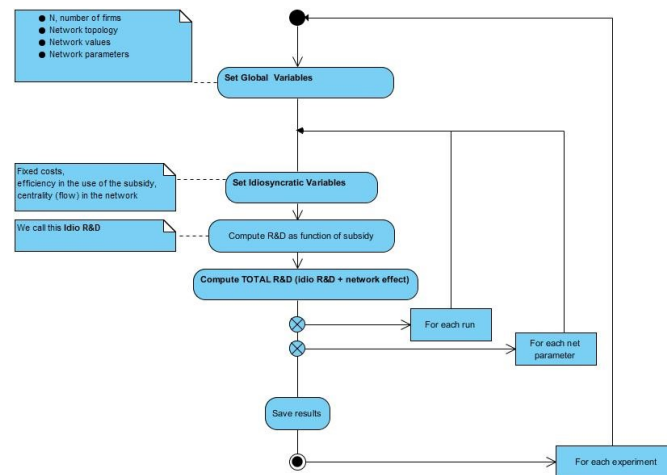 N, number of firms
Network topology
Network values
Network parameters
Set Global Variables
Fixed costs,
efficiency in the use of the subsidy,
centrality (flow) in the network
Set Idiosyncratic Variables
We call this Idio R&D
Compute R&D as function of subsidy
Compute TOTAL R&D (idio R&D + network effect)
For each run
For each net
parameter
Save results
For each experiment